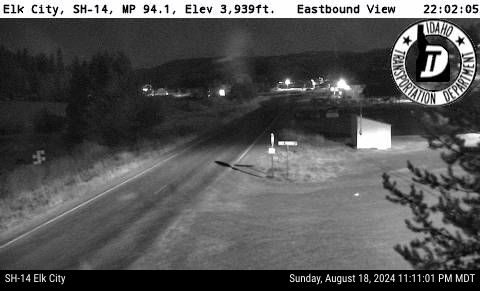 Elk City, SH-14, MP 94.1, Elev 3,939ft. Eastbound View 22:02:05
IDAHO
TRANSPORTATION DEPARTMENT
SH-14 Elk City
Sunday, August 18, 2024 11:11:01 PM MDT